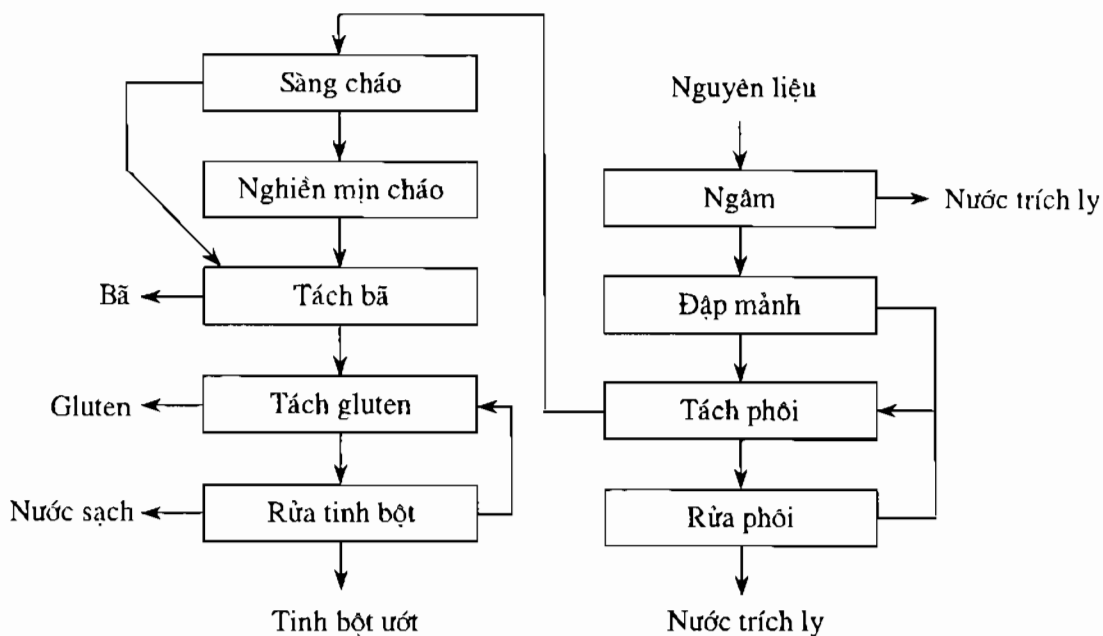 Sàng cháo
Nghiền mịn cháo
Bã
Tách bã
Gluten
Tách gluten
Nước sạch
Rửa tinh bột
Tinh bột ướt
Nguyên liệu
Ngâm
Nước trích ly
Đập mảnh
Tách phôi
Rửa phôi
Nước trích ly